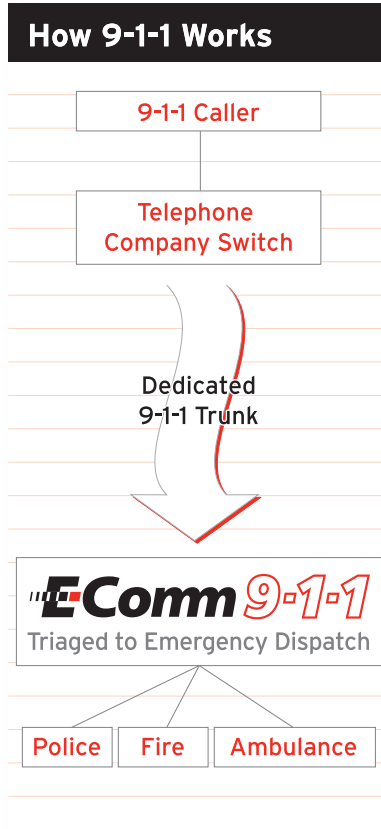 How 9-1-1 Works
9-1-1 Caller
Telephone
Company Switch
Dedicated
9-1-1 Trunk
E-Comm 9-1-1
Triaged to Emergency Dispatch
Police Fire Ambulance